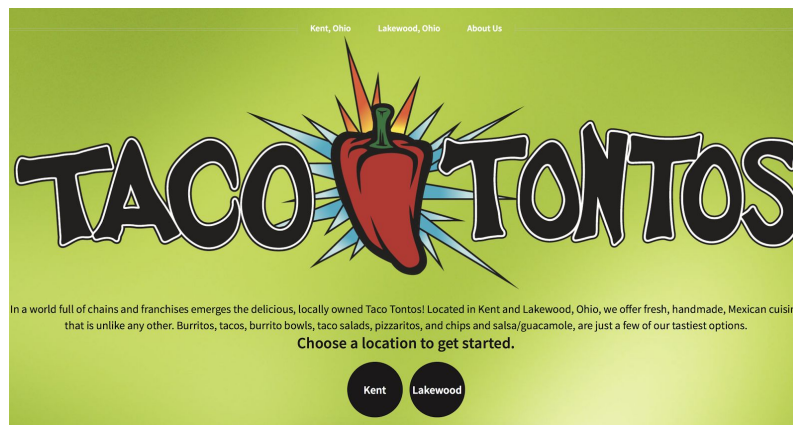 Kent, Ohio Lakewood, Ohio About Us
TACO TONTOS
In a world full of chains and franchises emerges the delicious, locally owned Taco Tontos! Located in Kent and Lakewood, Ohio, we offer fresh, handmade, Mexican
that is unlike any other. Burritos, tacos, burrito bowls, taco salads, pizzaritos, and chips and salsa/guacamole, are just a few of our tastiest options.
Choose a location to get started.
Kent Lakewood